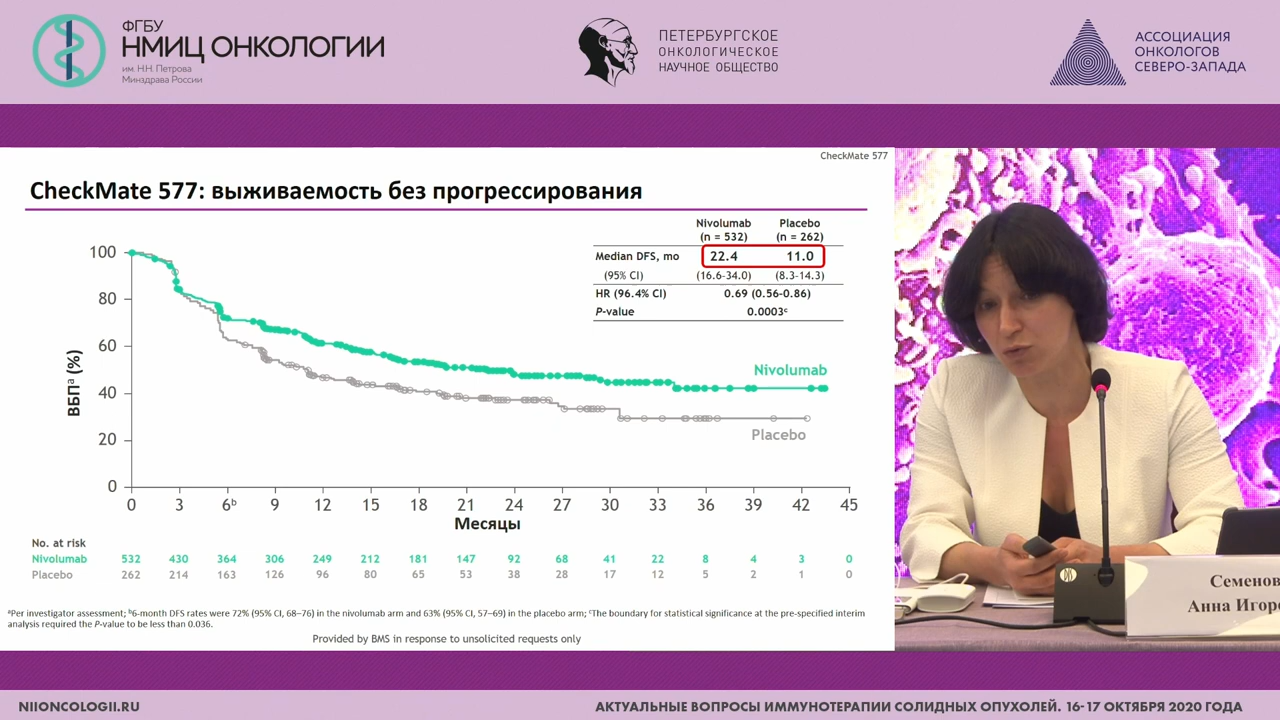 ФГБУ
НМИЦ ОНКОЛОГИИ
им. Н.Н. Петрова
Минздрава России
ПЕТЕРБУРГСКОЕ
ОНКОЛОГИЧЕСКОЕ
НАУЧНОЕ ОБЩЕСТВО
АССОЦИАЦИЯ
ОНКОЛОГОВ
СЕВЕРО-ЗАПАДА
CheckMate 577
CheckMate 577: выживаемость без прогрессирования
Nivolumab Placebo
(n = 532) (n = 262)
Median DFS, mo 22.4 11.0
(95% CI) (16.6-34.0) (8.3-14.3)
HR (96.4% CI) 0.69 (0.56-0.86)
P-value 0.0003ᶜ
100
80
60
40
20
0
ВБПᵃ (%)
Nivolumab
Placebo
0 3 6ᵇ 9 12 15 18 21 24 27 30 33 36 39 42 45
Месяцы
No. at risk
Nivolumab 532 430 364 306 249 212 181 147 92 68 41 22 8 4 3 0
Placebo 262 214 163 126 96 80 65 53 38 28 17 12 5 2 1 0
ᵃPer investigator assessment; ᵇ6-month DFS rates were 72% (95% CI, 68–76) in the nivolumab arm and 63% (95% CI, 57–69) in the placebo arm; ᶜThe boundary for statistical significance at the pre-specified interim
analysis required the P-value to be less than 0.036.
Provided by BMS in response to unsolicited requests only
Семенов
Анна Игоре
NIIONCOLOGII.RU
АКТУАЛЬНЫЕ ВОПРОСЫ ИММУНОТЕРАПИИ СОЛИДНЫХ ОПУХОЛЕЙ. 16-17 ОКТЯБРЯ 2020 ГОДА